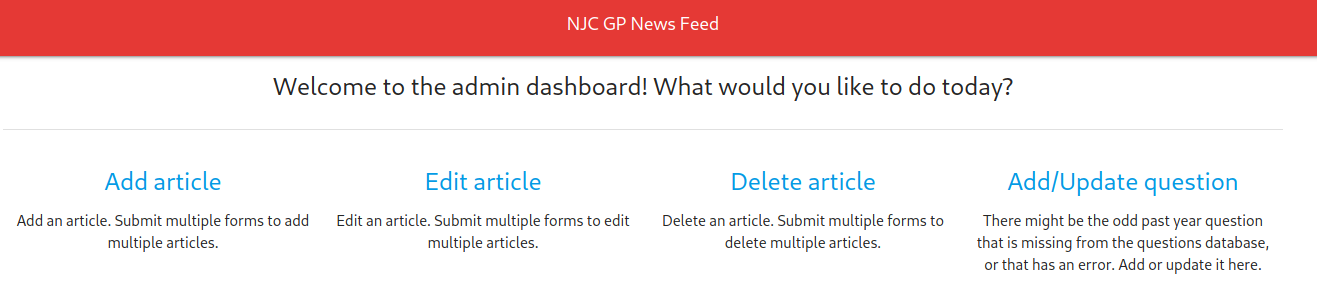 NJC GP News Feed
Welcome to the admin dashboard! What would you like to do today?
Add article
Add an article. Submit multiple forms to add
multiple articles.
Edit article
Edit an article. Submit multiple forms to edit
multiple articles.
Delete article
Delete an article. Submit multiple forms to
delete multiple articles.
Add/Update question
There might be the odd past year question
that is missing from the questions database,
or that has an error. Add or update it here.